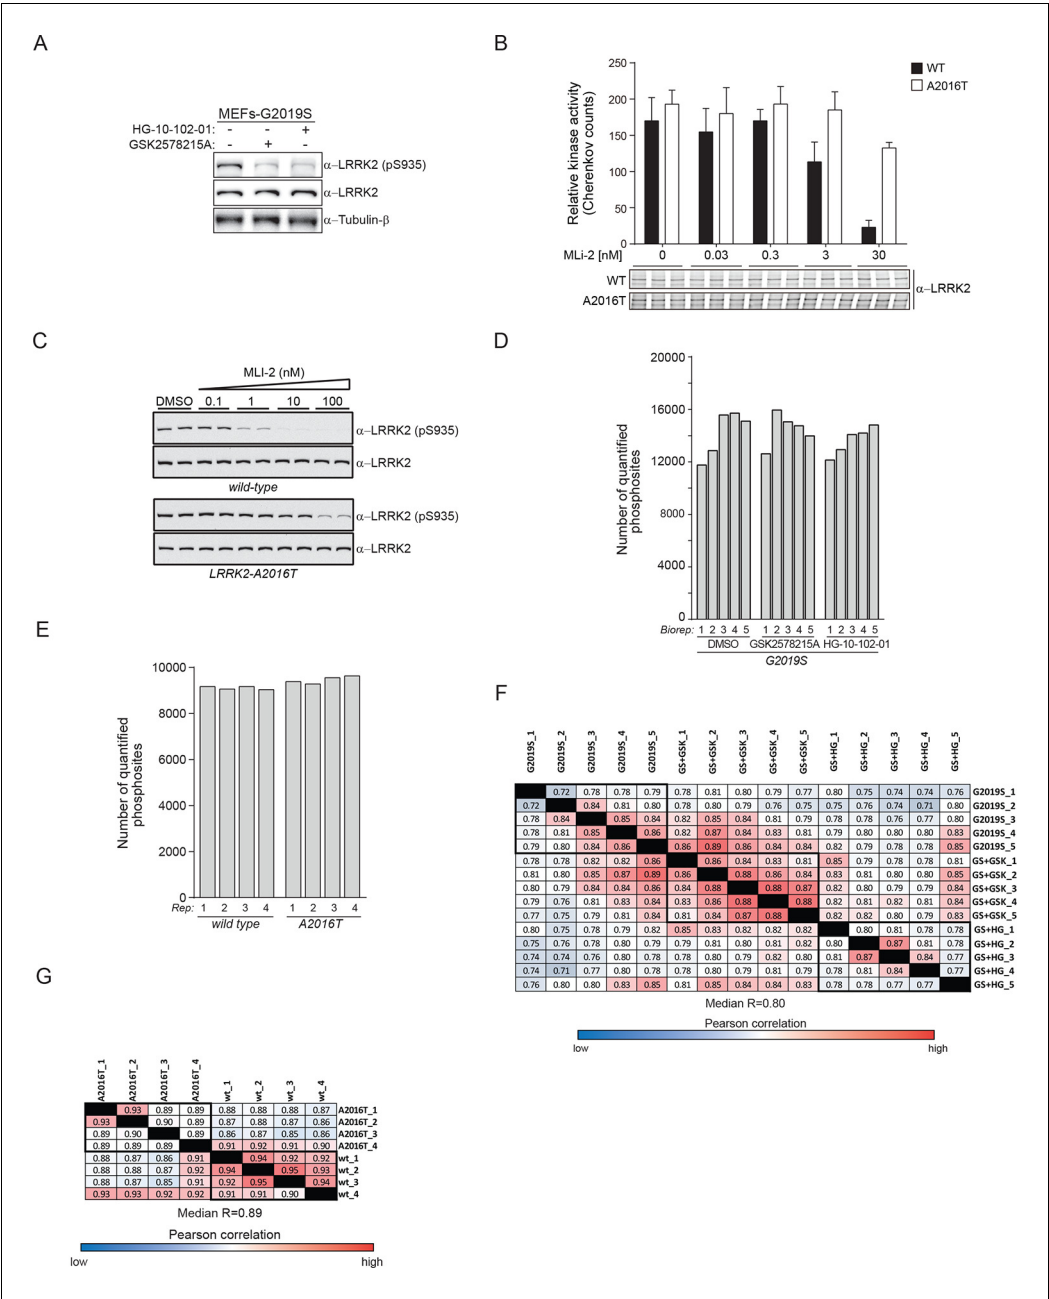 A
MEFs-G2019S
HG-10-102-01: - - +
GSK2578215A: - + -
α–LRRK2 (pS935)
α–LRRK2
α–Tubulin-β
B
250
200
150
100
50
0
Relative kinase activity
(Cherenkov counts)
WT
A2016T
MLi-2 [nM] 0 0.03 0.3 3 30
WT
A2016T
α–LRRK2
C
MLI-2 (nM)
DMSO 0.1 1 10 100
α–LRRK2 (pS935)
α–LRRK2
wild-type
α–LRRK2 (pS935)
α–LRRK2
LRRK2-A2016T
D
20000
16000
12000
8000
4000
0
Number of quantified
phosphosites
Biorep: 1 2 3 4 5 1 2 3 4 5 1 2 3 4 5
DMSO GSK2578215A HG-10-102-01
G2019S
E
10000
8000
6000
4000
2000
0
Number of quantified
phosphosites
Rep: 1 2 3 4 1 2 3 4
wild type A2016T
F
G2019S_1 G2019S_2 G2019S_3 G2019S_4 G2019S_5 GS+GSK_1 GS+GSK_2 GS+GSK_3 GS+GSK_4 GS+GSK_5 GS+HG_1 GS+HG_2 GS+HG_3 GS+HG_4 GS+HG_5
0.72 0.78 0.78 0.79 0.78 0.81 0.80 0.79 0.77 0.80 0.75 0.74 0.74 0.76 G2019S_1
0.72 0.84 0.81 0.80 0.78 0.80 0.79 0.76 0.75 0.75 0.76 0.74 0.71 0.80 G2019S_2
0.78 0.84 0.85 0.84 0.82 0.85 0.84 0.81 0.79 0.78 0.78 0.76 0.77 0.80 G2019S_3
0.78 0.81 0.85 0.86 0.82 0.87 0.84 0.83 0.81 0.79 0.80 0.80 0.80 0.83 G2019S_4
0.79 0.80 0.84 0.86 0.86 0.89 0.86 0.84 0.84 0.82 0.79 0.79 0.78 0.85 G2019S_5
0.79 0.78 0.82 0.82 0.86 0.86 0.84 0.83 0.81 0.85 0.79 0.78 0.78 0.81 GS+GSK_1
0.81 0.80 0.85 0.87 0.89 0.86 0.88 0.86 0.84 0.83 0.81 0.80 0.79 0.85 GS+GSK_2
0.80 0.79 0.84 0.84 0.86 0.84 0.88 0.88 0.87 0.82 0.80 0.79 0.79 0.84 GS+GSK_3
0.79 0.76 0.81 0.83 0.84 0.83 0.86 0.88 0.88 0.82 0.82 0.81 0.80 0.84 GS+GSK_4
0.77 0.75 0.79 0.81 0.84 0.81 0.84 0.87 0.88 0.82 0.82 0.80 0.79 0.83 GS+GSK_5
0.80 0.75 0.78 0.79 0.82 0.85 0.83 0.82 0.82 0.82 0.80 0.81 0.78 0.78 GS+HG_1
0.75 0.76 0.78 0.80 0.79 0.79 0.81 0.80 0.82 0.82 0.80 0.87 0.81 0.78 GS+HG_2
0.74 0.74 0.76 0.80 0.79 0.78 0.80 0.79 0.82 0.80 0.81 0.87 0.84 0.77 GS+HG_3
0.74 0.71 0.77 0.80 0.78 0.78 0.79 0.79 0.80 0.79 0.78 0.81 0.84 0.77 GS+HG_4
0.76 0.80 0.80 0.83 0.85 0.81 0.85 0.84 0.84 0.83 0.78 0.78 0.77 0.77 GS+HG_5
Median R=0.80
Pearson correlation
low high
G
A2016T_1 A2016T_2 A2016T_3 A2016T_4 wt_1 wt_2 wt_3 wt_4
0.93 0.89 0.89 0.88 0.88 0.88 0.87 A2016T_1
0.93 0.90 0.89 0.87 0.88 0.87 0.86 A2016T_2
0.89 0.90 0.89 0.86 0.87 0.85 0.86 A2016T_3
0.89 0.89 0.89 0.91 0.92 0.91 0.90 A2016T_4
0.88 0.87 0.86 0.91 0.94 0.92 0.92 wt_1
0.88 0.88 0.87 0.92 0.94 0.95 0.93 wt_2
0.88 0.87 0.85 0.91 0.92 0.95 0.94 wt_3
0.93 0.93 0.92 0.92 0.91 0.91 0.90 wt_4
Median R=0.89
Pearson correlation
low high